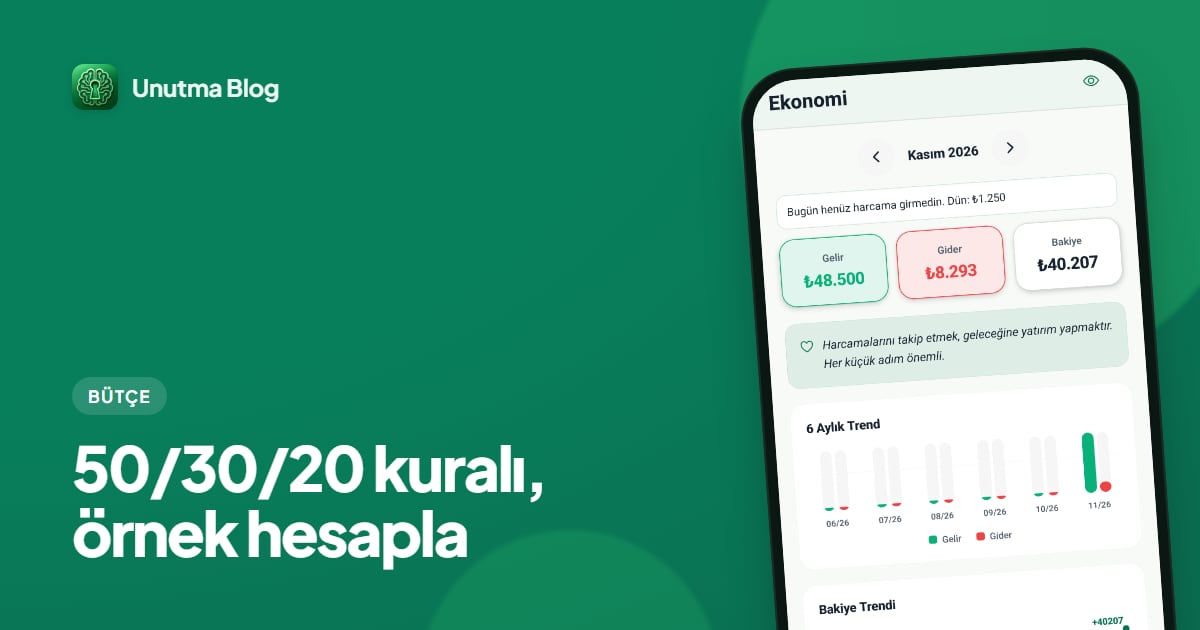 Unutma Blog
BÜTÇE
50/30/20 kuralı,
örnek hesapla
Ekonomi
Kasım 2026
Bugün henüz harcama girmedin. Dün: ₺1.250
Gelir
₺48.500
Gider
₺8.293
Bakiye
₺40.207
Harcamalarını takip etmek, geleceğine yatırım yapmaktır.
Her küçük adım önemli.
6 Aylık Trend
06/26 07/26 08/26 09/26 10/26 11/26
Gelir Gider
Bakiye Trendi
+40207